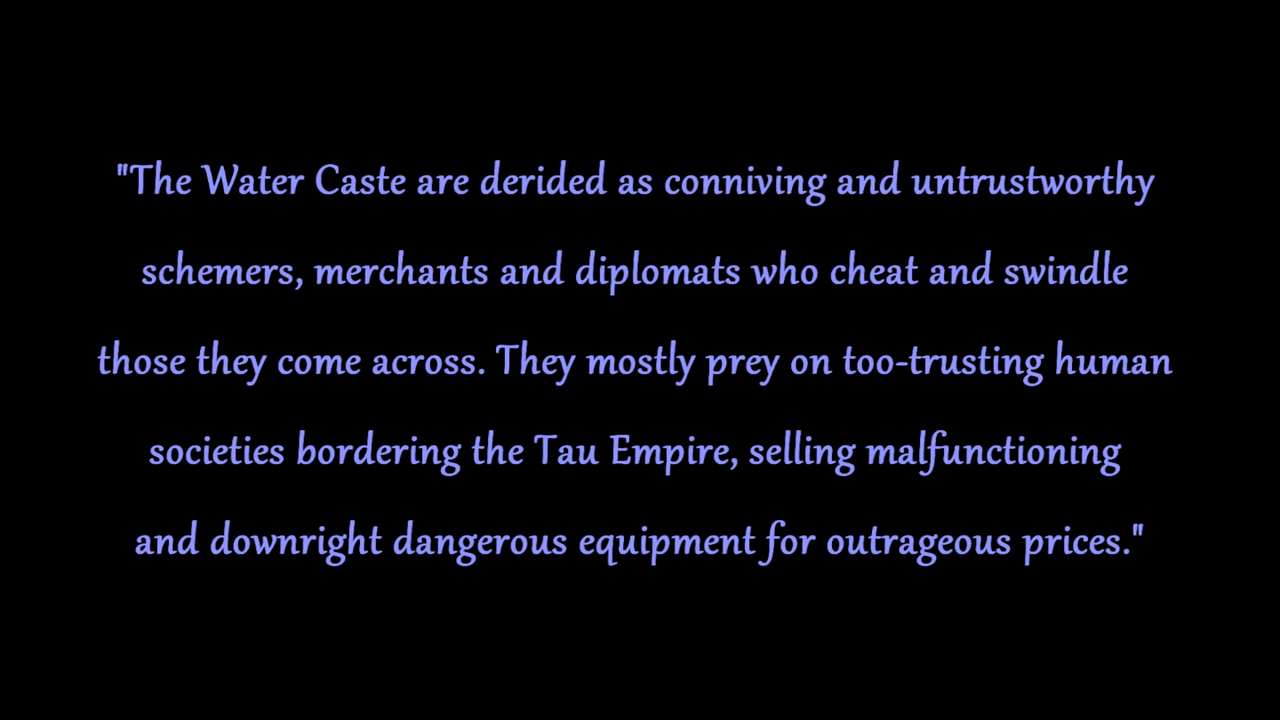 "The Water Caste are derided as conniving and untrustworthy
schemers, merchants and diplomats who cheat and swindle
those they come across. They mostly prey on too-trusting human
societies bordering the Tau Empire, selling malfunctioning
and downright dangerous equipment for outrageous prices."